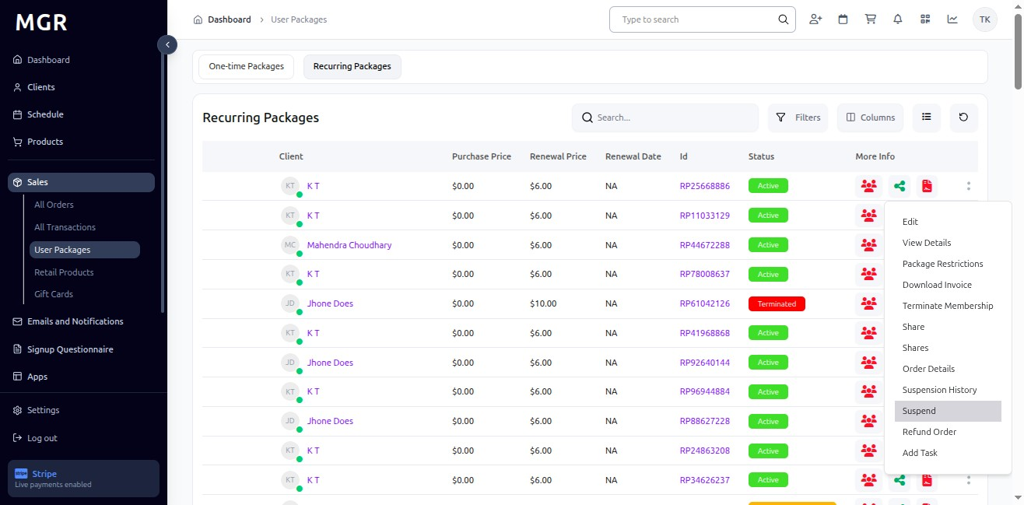 MGR
Dashboard
Clients
Schedule
Products
Sales
All Orders
All Transactions
User Packages
Retail Products
Gift Cards
Emails and Notifications
Signup Questionnaire
Apps
Settings
Log out
Stripe
Live payments enabled
Dashboard > User Packages
Type to search
TK
One-time Packages Recurring Packages
Recurring Packages
Search... Filters Columns
Client Purchase Price Renewal Price Renewal Date Id Status More Info
KT K T $0.00 $6.00 NA RP25668886 Active
KT K T $0.00 $6.00 NA RP11033129 Active
MC Mahendra Choudhary $0.00 $6.00 NA RP44672288 Active
KT K T $0.00 $6.00 NA RP78008637 Active
JD Jhone Does $0.00 $10.00 NA RP61042126 Terminated
KT K T $0.00 $6.00 NA RP41968868 Active
JD Jhone Does $0.00 $6.00 NA RP92640144 Active
KT K T $0.00 $6.00 NA RP96944884 Active
JD Jhone Does $0.00 $6.00 NA RP88627228 Active
KT K T $0.00 $6.00 NA RP24863208 Active
KT K T $0.00 $6.00 NA RP34626237 Active
Edit
View Details
Package Restrictions
Download Invoice
Terminate Membership
Share
Shares
Order Details
Suspension History
Suspend
Refund Order
Add Task